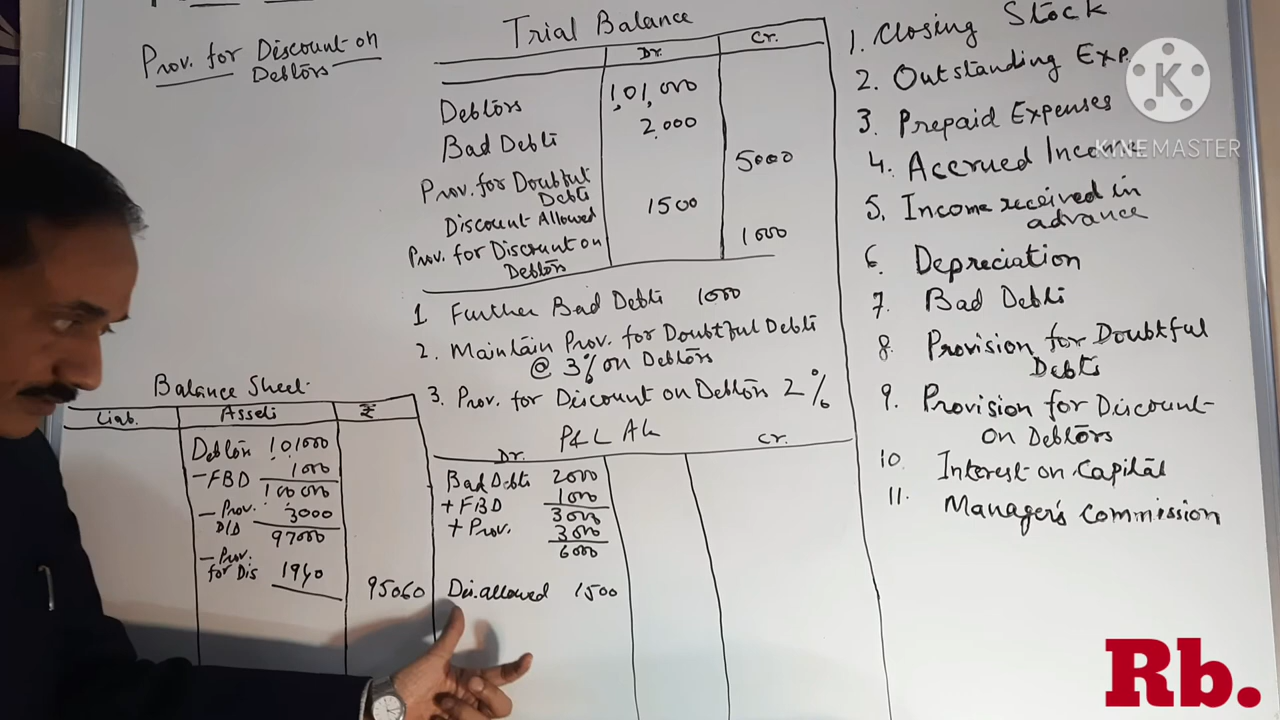 Prov. for Discount on
Debtors
Trial Balance
Dr. Cr.
Debtors 1,01,000
Bad Debts 2000
Prov. for Doubtful 5000
Debts
Discount Allowed 1500
Prov. for Discount on 1000
Debtors
1 Further Bad Debts 1000
2. Maintain Prov. for Doubtful Debts
@ 3% on Debtors
3. Prov. for Discount on Debtors 2%
Balance Sheet
Liab. Assets ₹
Debtors 1,01,000
- FBD 1000
100000
- Prov. 3000
D/D
97000
- Prov.
for Dis 1940 95060
P&L A/c
Dr. Cr.
Bad Debts 2000
+ FBD 1000
3000
+ Prov. 3000
6000
Dis. allowed 1500
1. Closing Stock
2. Outstanding Exp.
3. Prepaid Expenses
4. Accrued Income
5. Income received in
advance
6. Depreciation
7. Bad Debts
8. Provision for Doubtful
Debts
9. Provision for Discount
on Debtors
10. Interest on Capital
11. Manager's Commission
K
KINEMASTER
Rb.